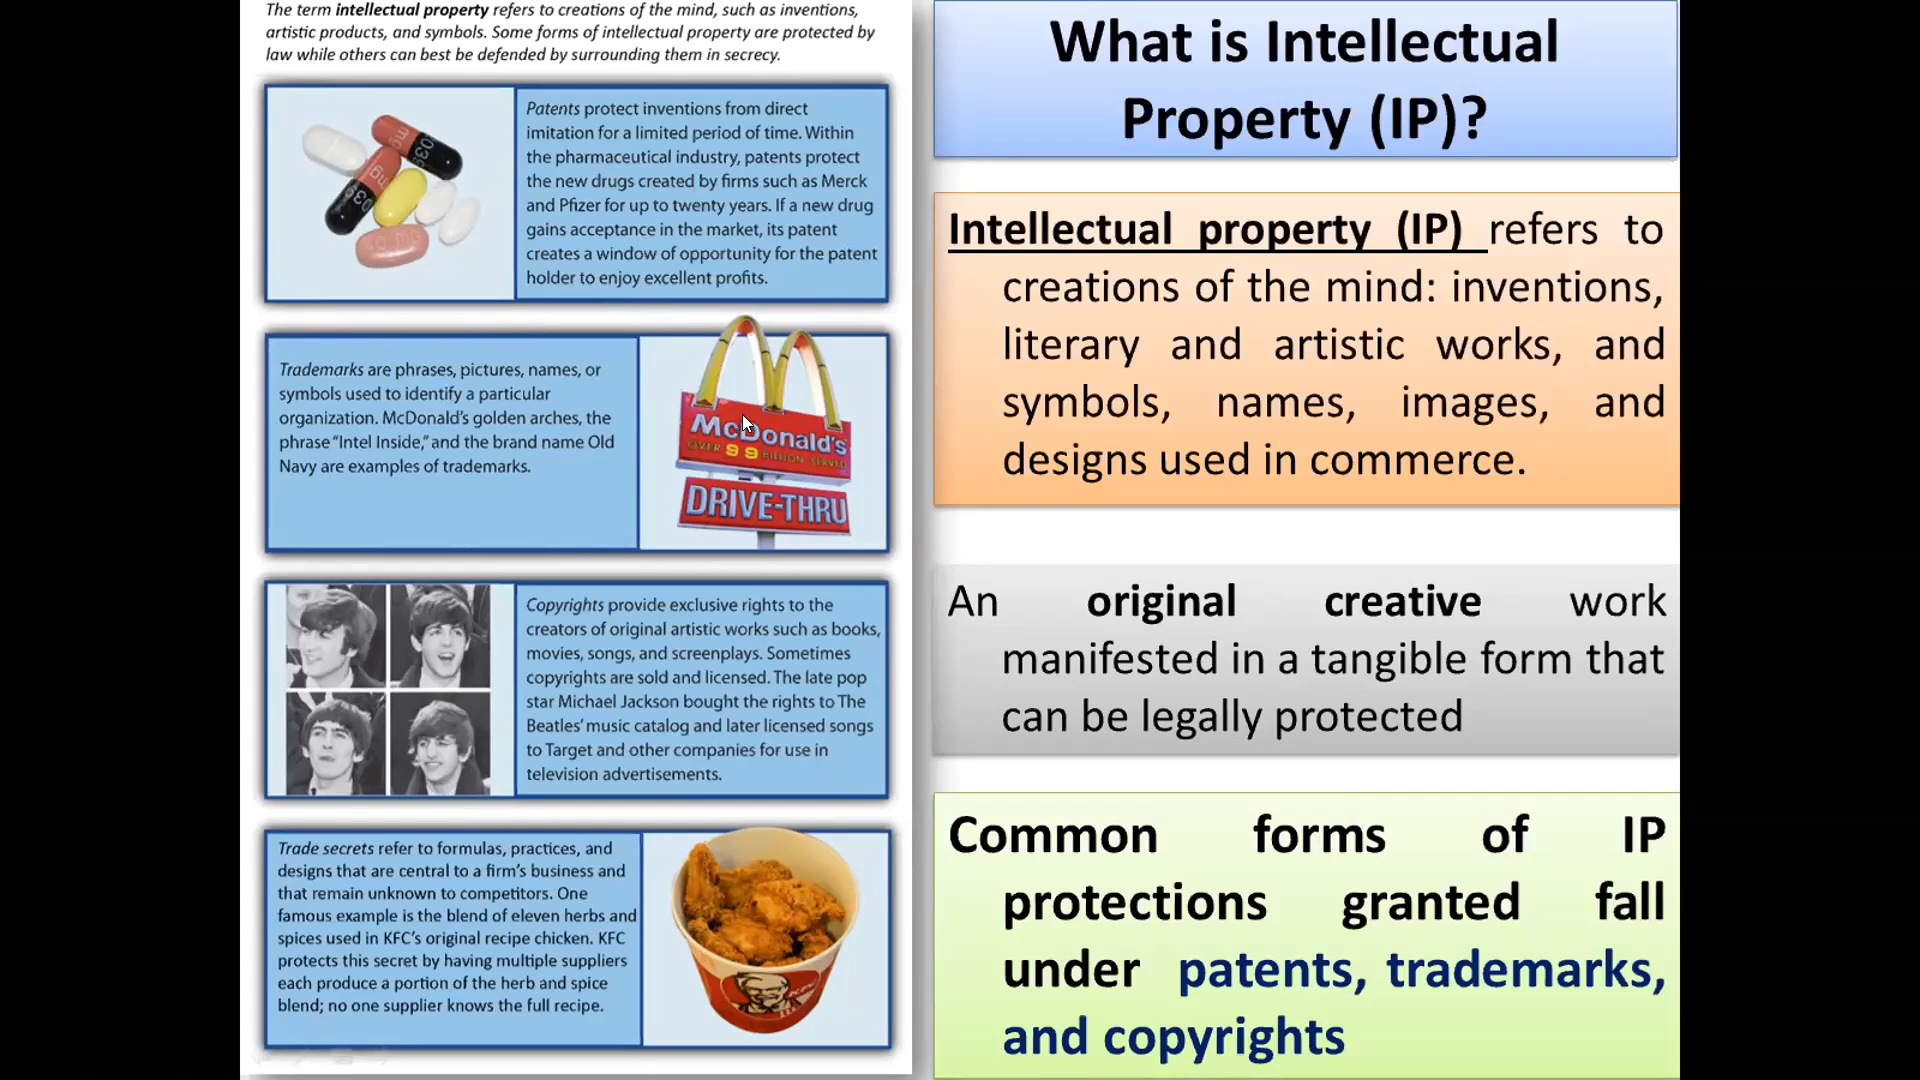 The term intellectual property refers to creations of the mind, such as inventions,
artistic products, and symbols. Some forms of intellectual property are protected by
law while others can best be defended by surrounding them in secrecy.
Patents protect inventions from direct
imitation for a limited period of time. Within
the pharmaceutical industry, patents protect
the new drugs created by firms such as Merck
and Pfizer for up to twenty years. If a new drug
gains acceptance in the market, its patent
creates a window of opportunity for the patent
holder to enjoy excellent profits.
Trademarks are phrases, pictures, names, or
symbols used to identify a particular
organization. McDonald's golden arches, the
phrase "Intel Inside," and the brand name Old
Navy are examples of trademarks.
McDonald's
OVER 99 BILLION SERVED
DRIVE-THRU
Copyrights provide exclusive rights to the
creators of original artistic works such as books,
movies, songs, and screenplays. Sometimes
copyrights are sold and licensed. The late pop
star Michael Jackson bought the rights to The
Beatles' music catalog and later licensed songs
to Target and other companies for use in
television advertisements.
Trade secrets refer to formulas, practices, and
designs that are central to a firm's business and
that remain unknown to competitors. One
famous example is the blend of eleven herbs and
spices used in KFC's original recipe chicken. KFC
protects this secret by having multiple suppliers
each produce a portion of the herb and spice
blend; no one supplier knows the full recipe.
KFC
What is Intellectual
Property (IP)?
Intellectual property (IP) refers to
creations of the mind: inventions,
literary and artistic works, and
symbols, names, images, and
designs used in commerce.
An original creative work
manifested in a tangible form that
can be legally protected
Common forms of IP
protections granted fall
under patents, trademarks,
and copyrights